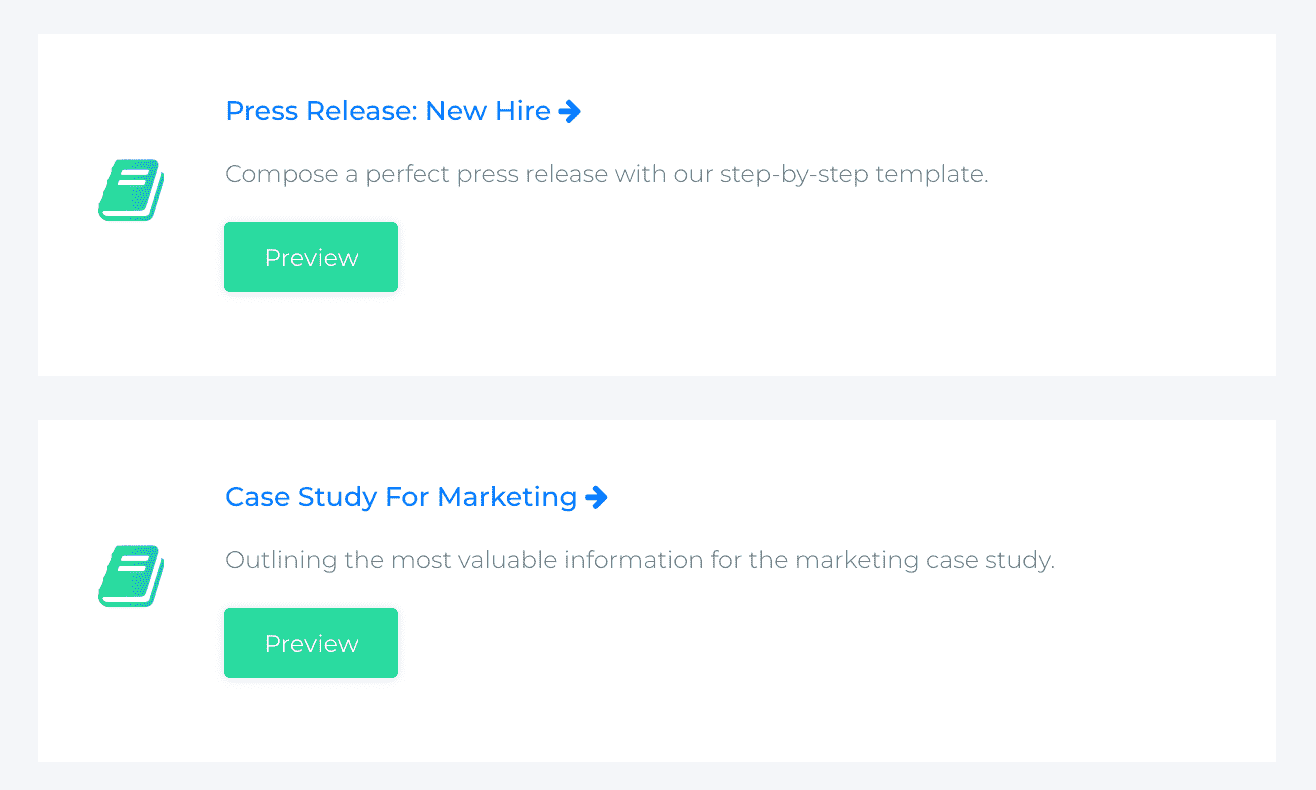 Press Release: New Hire
Compose a perfect press release with our step-by-step template.
Preview
Case Study For Marketing
Outlining the most valuable information for the marketing case study.
Preview